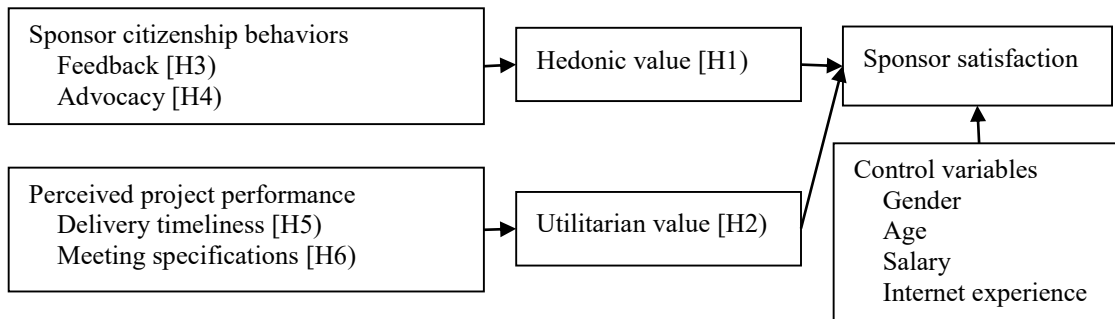 Sponsor citizenship behaviors
Feedback [H3)
Advocacy [H4)
Hedonic value [H1)
Sponsor satisfaction
Perceived project performance
Delivery timeliness [H5)
Meeting specifications [H6)
Utilitarian value [H2)
Control variables
Gender
Age
Salary
Internet experience